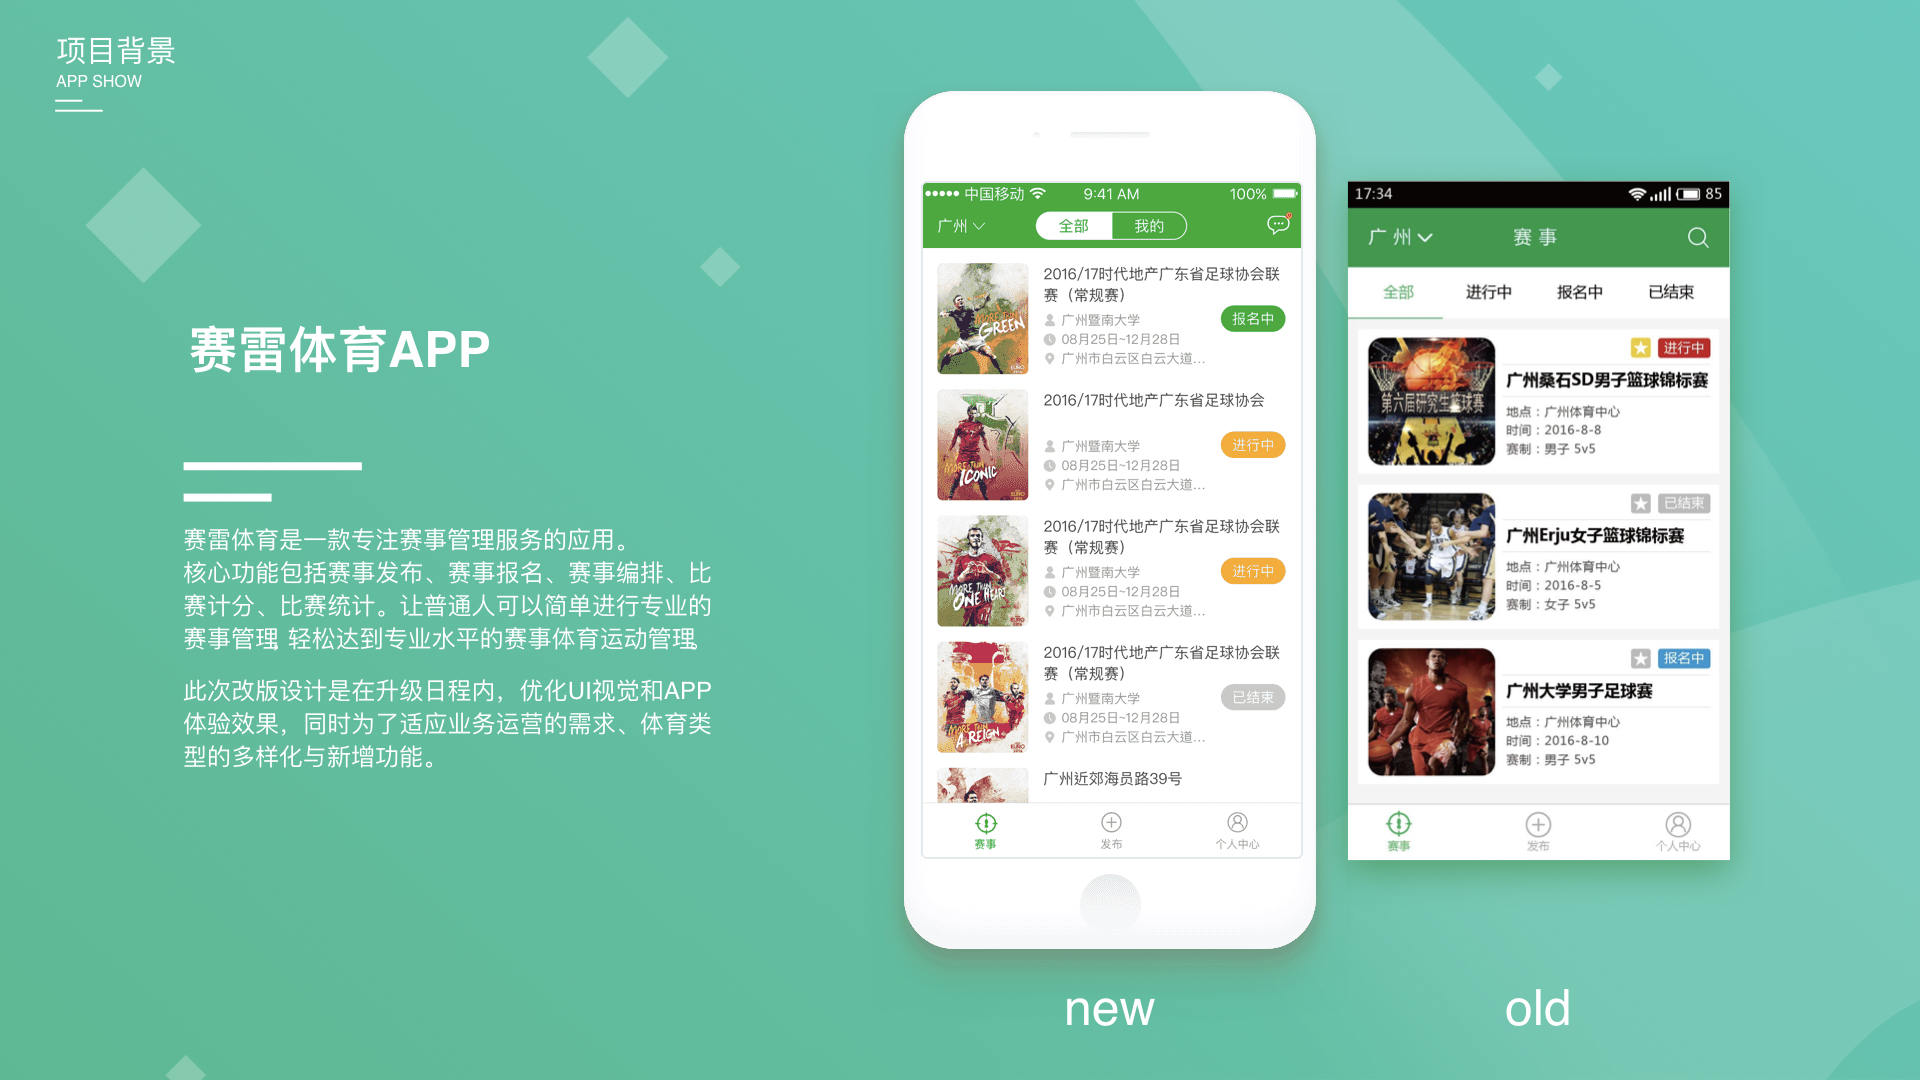 项目背景
APP SHOW
赛雷体育APP
赛雷体育是一款专注赛事管理服务的应用。
核心功能包括赛事发布、赛事报名、赛事编排、比
赛计分、比赛统计。让普通人可以简单进行专业的
赛事管理, 轻松达到专业水平的赛事体育运动管理。
此次改版设计是在升级日程内，优化UI视觉和APP
体验效果，同时为了适应业务运营的需求、体育类
型的多样化与新增功能。
中国移动 9:41 AM 100%
广州 全部 我的
2016/17时代地产广东省足球协会联
赛（常规赛）
广州暨南大学 报名中
08月25日~12月28日
广州市白云区白云大道...
MORE THAN
GREEN
2016/17时代地产广东省足球协会
广州暨南大学 进行中
08月25日~12月28日
广州市白云区白云大道...
MORE THAN
ICONIC
2016/17时代地产广东省足球协会联
赛（常规赛）
广州暨南大学 进行中
08月25日~12月28日
广州市白云区白云大道...
MORE THAN
ONE HEART
2016/17时代地产广东省足球协会联
赛（常规赛）
广州暨南大学 已结束
08月25日~12月28日
广州市白云区白云大道...
MORE THAN
A REIGN
广州近郊海员路39号
赛事 发布 个人中心
new
17:34 85
广州 赛事
全部 进行中 报名中 已结束
第六届研究生篮球赛
进行中
广州桑石SD男子篮球锦标赛
地点：广州体育中心
时间：2016-8-8
赛制：男子 5v5
已结束
广州Erju女子篮球锦标赛
地点：广州体育中心
时间：2016-8-5
赛制：女子 5v5
报名中
广州大学男子足球赛
地点：广州体育中心
时间：2016-8-10
赛制：男子 5v5
赛事 发布 个人中心
old